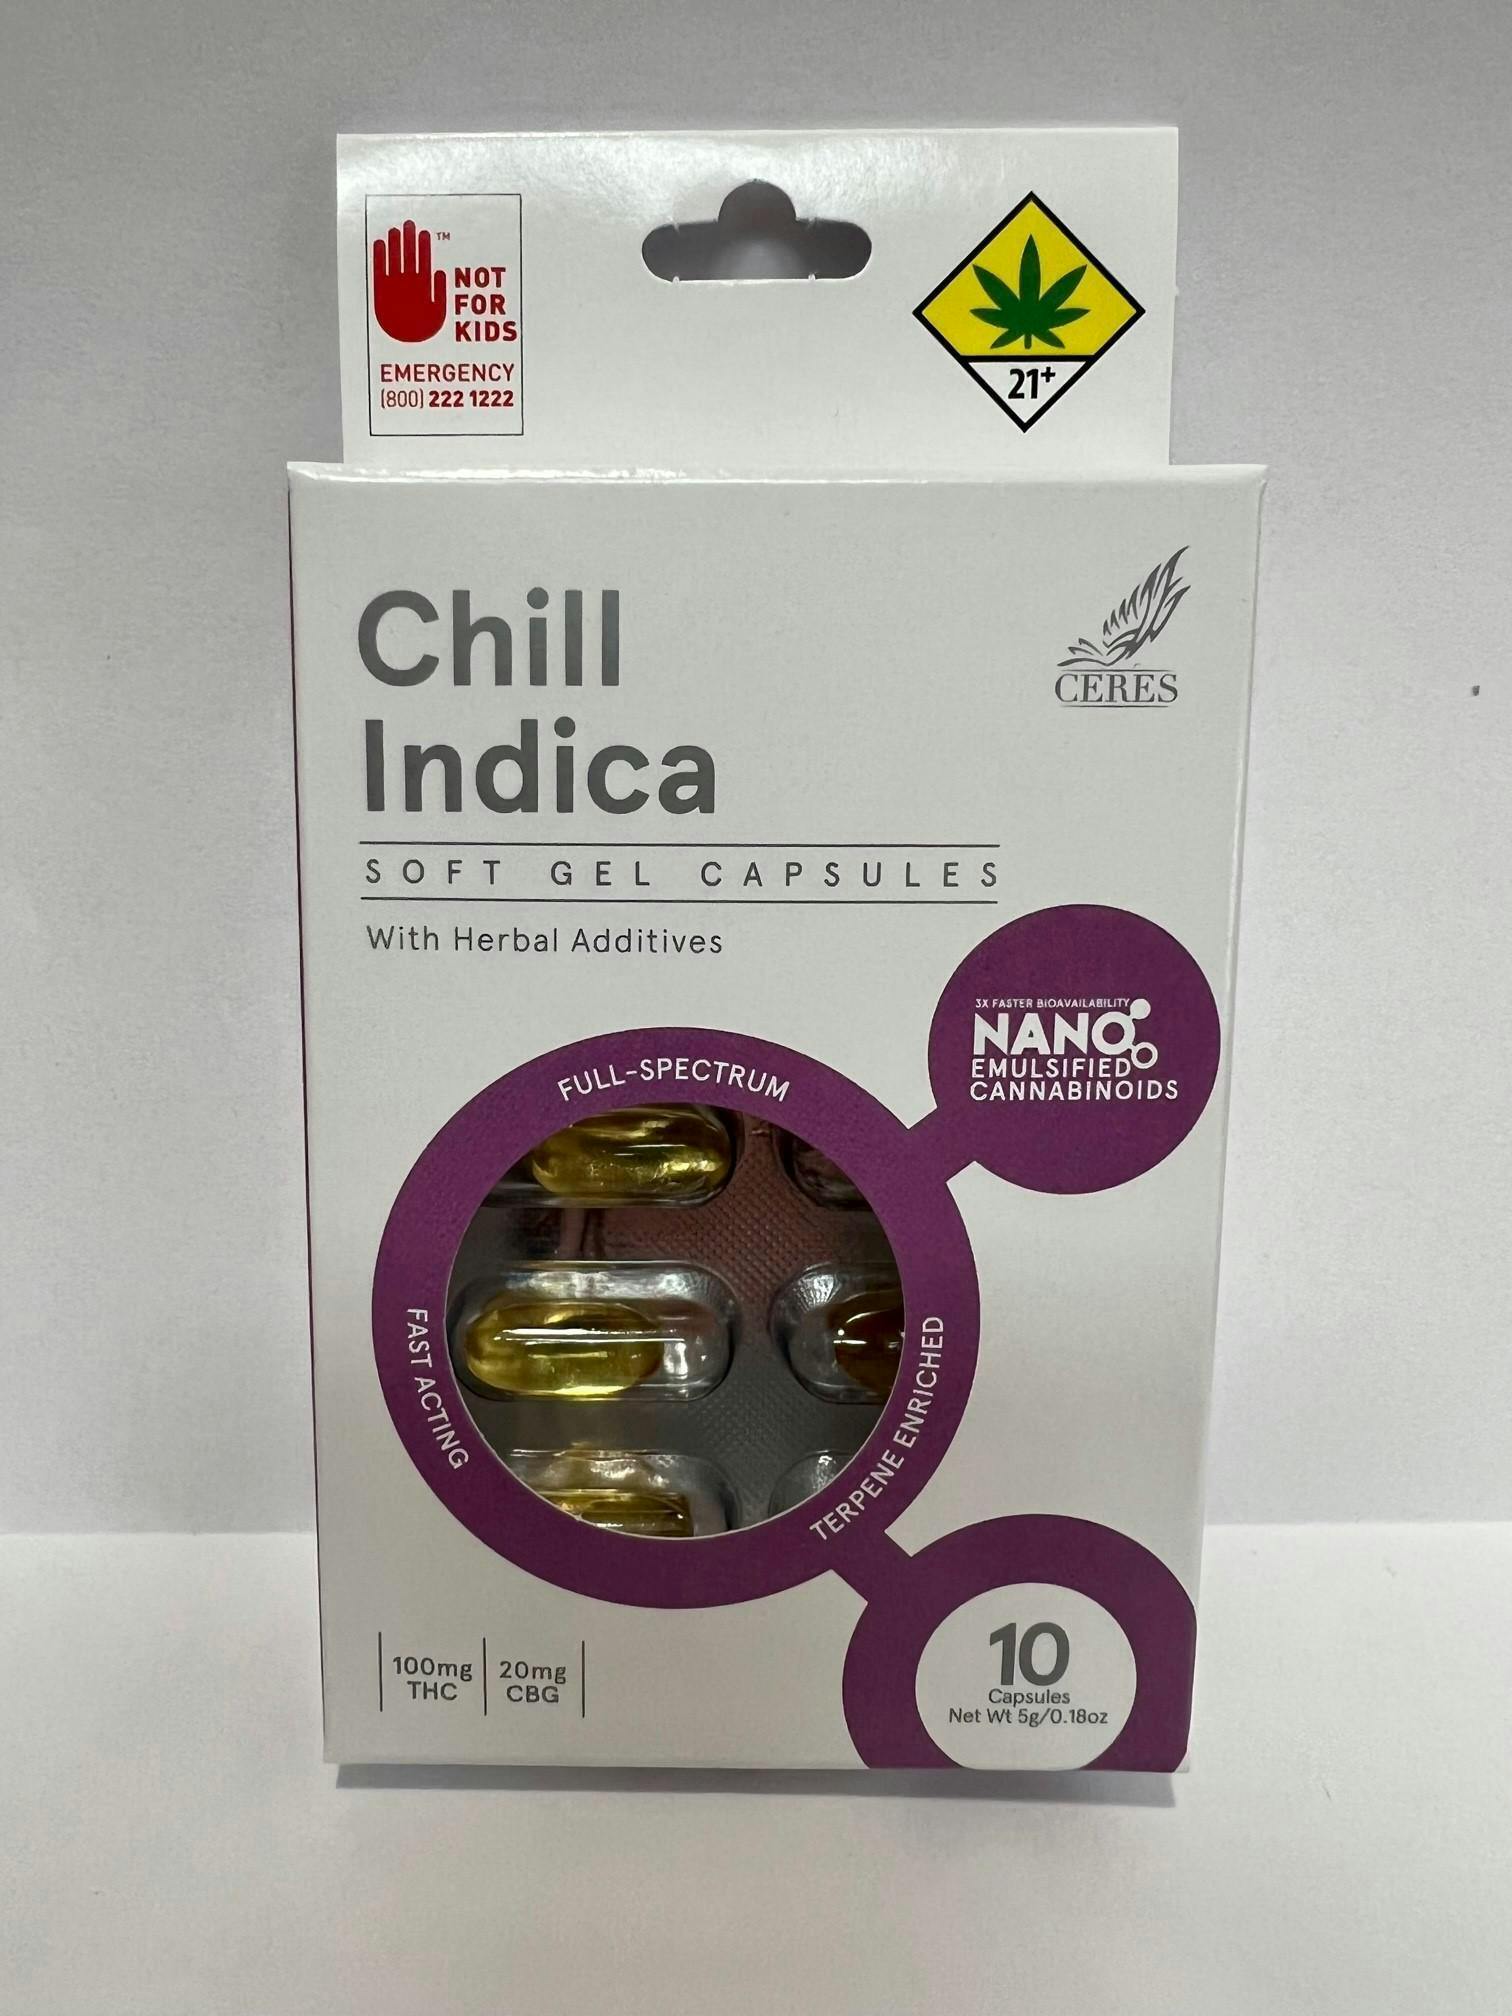 ™
NOT
FOR
KIDS
EMERGENCY
(800) 222 1222
21+
Chill
Indica
CERES
SOFT GEL CAPSULES
With Herbal Additives
3X FASTER BIOAVAILABILITY
NANO
EMULSIFIED
CANNABINOIDS
FULL-SPECTRUM
FAST ACTING
TERPENE ENRICHED
100mg
THC
20mg
CBG
10
Capsules
Net Wt 5g/0.18oz